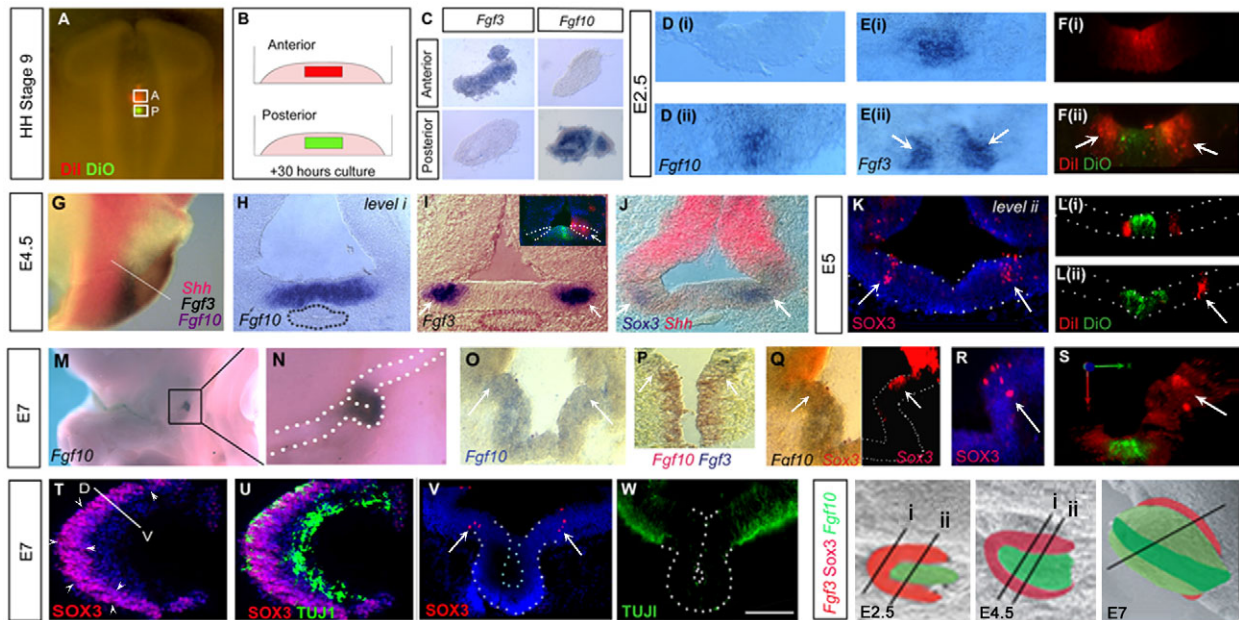 HH Stage 9
A
A
P
DiI DiO
B
Anterior
Posterior
+30 hours culture
C
Fgf3
Fgf10
Anterior
Posterior
E2.5
D (i)
D (ii)
Fgf10
E(i)
E(ii)
Fgf3
F(i)
F(ii)
DiI DiO
E4.5
G
Shh
Fgf3
Fgf10
H
level i
Fgf10
I
Fgf3
J
Sox3 Shh
E5
K
level ii
SOX3
L(i)
L(ii)
DiI DiO
E7
M
Fgf10
N
O
Fgf10
P
Fgf10 Fgf3
Q
Fgf10 Sox3
Sox3
R
SOX3
S
E7
T
D
V
SOX3
U
SOX3 TUJ1
V
SOX3
W
TUJI
Fgf3 Sox3 Fgf10
i
ii
E2.5
i
ii
E4.5
E7